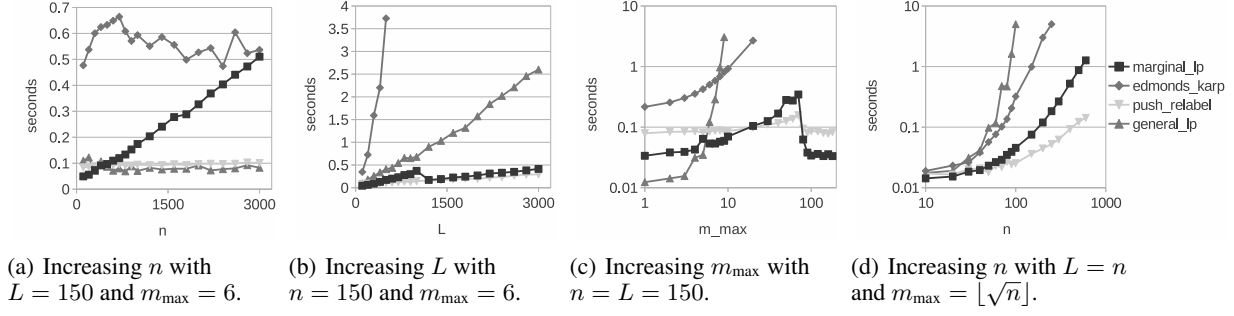 0.7
0.6
0.5
0.4
0.3
0.2
0.1
0
seconds
0 1500 3000
n
4
3.5
3
2.5
2
1.5
1
0.5
0
seconds
0 1500 3000
L
10
1
0.1
0.01
seconds
1 10 100
m_max
10
1
0.1
0.01
seconds
10 100 1000
n
marginal_lp
edmonds_karp
push_relabel
general_lp
(a) Increasing n with
L = 150 and m_max = 6.
(b) Increasing L with
n = 150 and m_max = 6.
(c) Increasing m_max with
n = L = 150.
(d) Increasing n with L = n
and m_max = ⌊√n⌋.